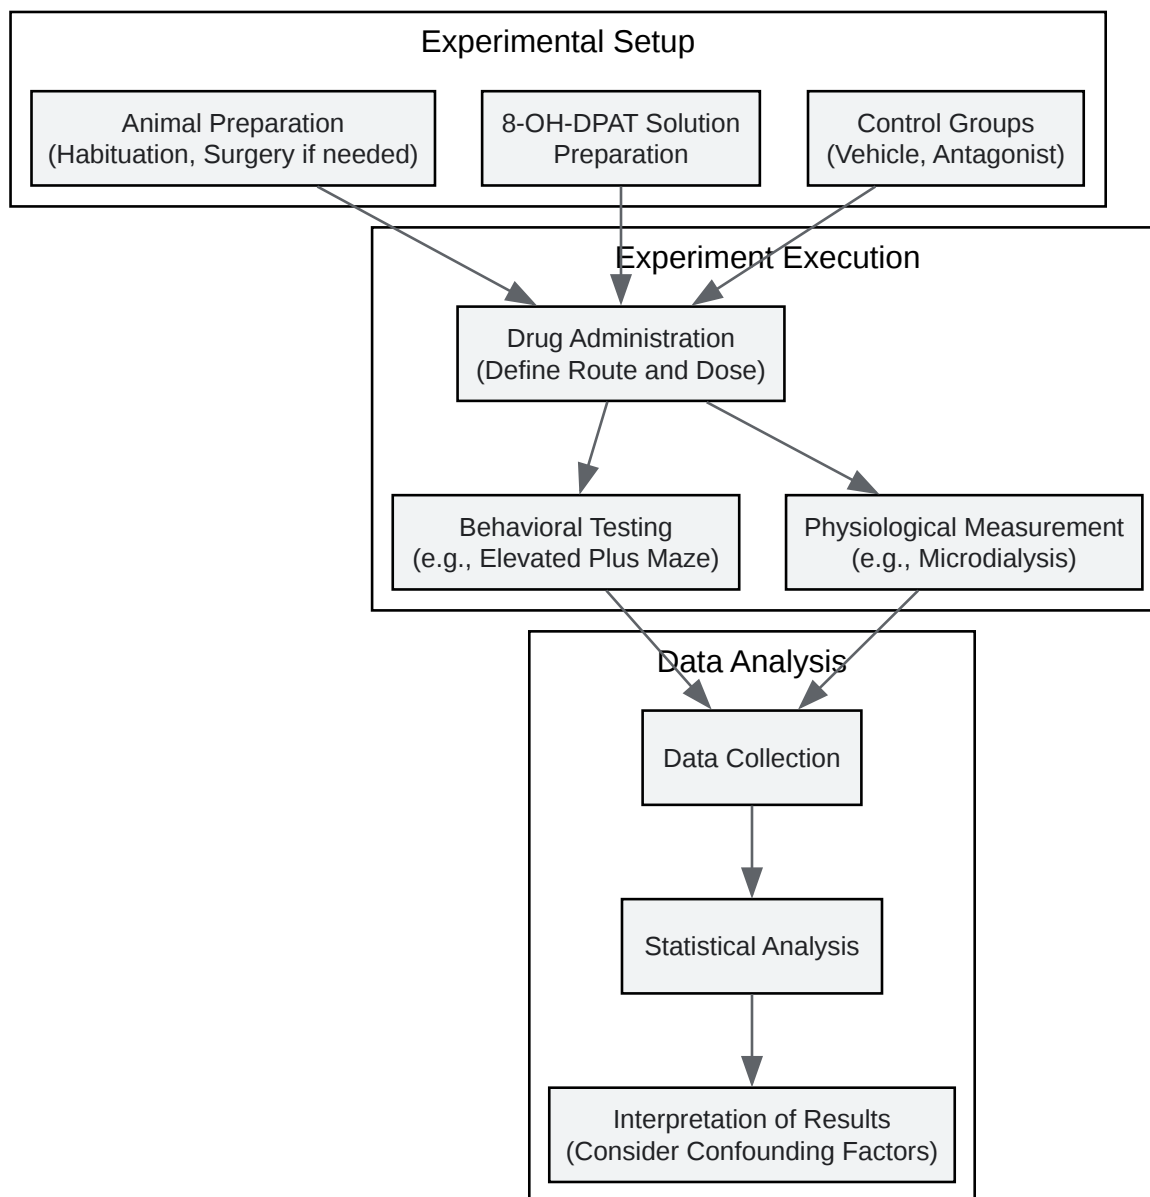 Experimental Setup
Animal Preparation
(Habituation, Surgery if needed)
8-OH-DPAT Solution
Preparation
Control Groups
(Vehicle, Antagonist)
Experiment Execution
Drug Administration
(Define Route and Dose)
Behavioral Testing
(e.g., Elevated Plus Maze)
Physiological Measurement
(e.g., Microdialysis)
Data Analysis
Data Collection
Statistical Analysis
Interpretation of Results
(Consider Confounding Factors)